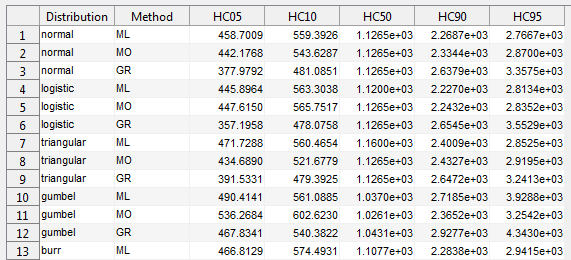 Distribution Method HC05 HC10 HC50 HC90 HC95
1 normal ML 458.7009 559.3926 1.1265e+03 2.2687e+03 2.7667e+03
2 normal MO 442.1768 543.6287 1.1265e+03 2.3344e+03 2.8700e+03
3 normal GR 377.9792 481.0851 1.1265e+03 2.6379e+03 3.3575e+03
4 logistic ML 445.8964 563.3038 1.1200e+03 2.2270e+03 2.8134e+03
5 logistic MO 447.6150 565.7517 1.1265e+03 2.2432e+03 2.8352e+03
6 logistic GR 357.1958 478.0758 1.1265e+03 2.6545e+03 3.5529e+03
7 triangular ML 471.7288 560.4654 1.1600e+03 2.4009e+03 2.8525e+03
8 triangular MO 434.6890 521.6779 1.1265e+03 2.4327e+03 2.9195e+03
9 triangular GR 391.5331 479.3925 1.1265e+03 2.6472e+03 3.2413e+03
10 gumbel ML 490.4141 561.0885 1.0370e+03 2.7185e+03 3.9288e+03
11 gumbel MO 536.2684 602.6230 1.0261e+03 2.3652e+03 3.2542e+03
12 gumbel GR 467.8341 540.3822 1.0431e+03 2.9277e+03 4.3430e+03
13 burr ML 466.8129 574.4931 1.1077e+03 2.2838e+03 2.9415e+03